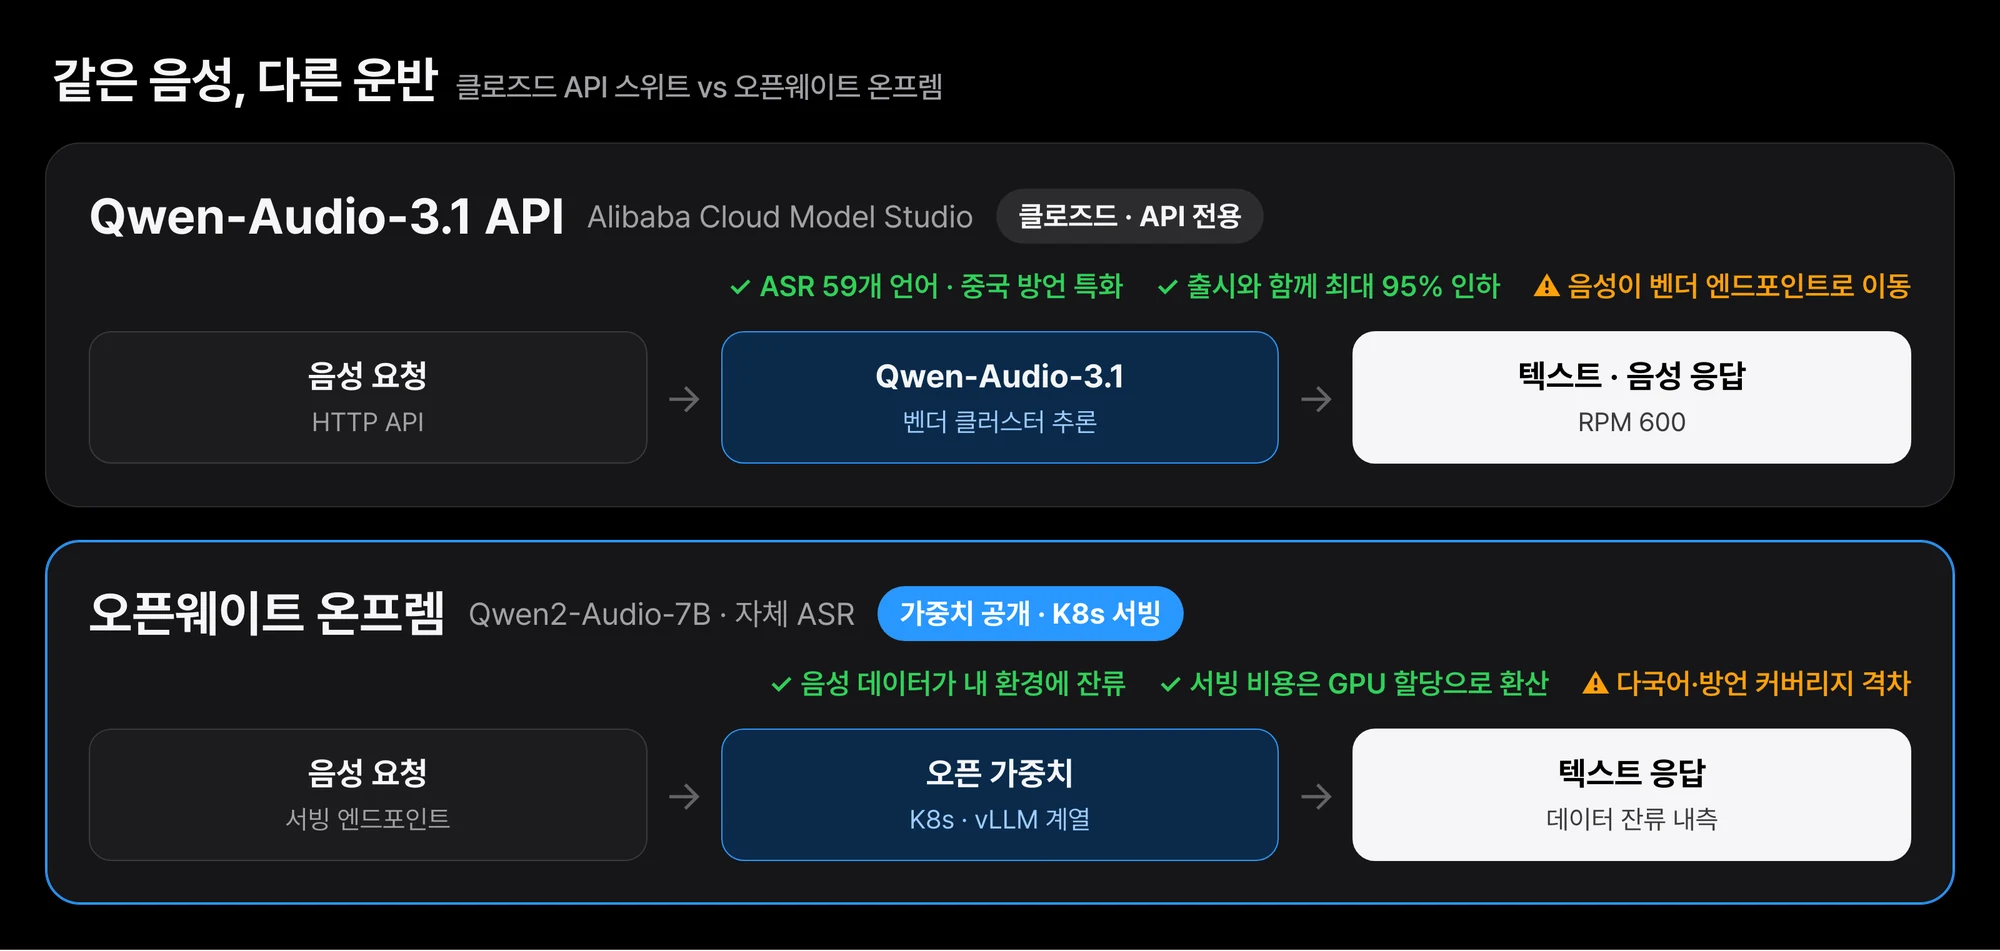 같은 음성, 다른 운반 클로즈드 API 스위트 vs 오픈웨이트 온프렘
Qwen-Audio-3.1 API Alibaba Cloud Model Studio 클로즈드 · API 전용
✓ ASR 59개 언어 · 중국 방언 특화 ✓ 출시와 함께 최대 95% 인하 ⚠ 음성이 벤더 엔드포인트로 이동
음성 요청 → Qwen-Audio-3.1 → 텍스트 · 음성 응답
HTTP API 벤더 클러스터 추론 RPM 600
오픈웨이트 온프렘 Qwen2-Audio-7B · 자체 ASR 가중치 공개 · K8s 서빙
✓ 음성 데이터가 내 환경에 잔류 ✓ 서빙 비용은 GPU 할당으로 환산 ⚠ 다국어·방언 커버리지 격차
음성 요청 → 오픈 가중치 → 텍스트 응답
서빙 엔드포인트 K8s · vLLM 계열 데이터 잔류 내측